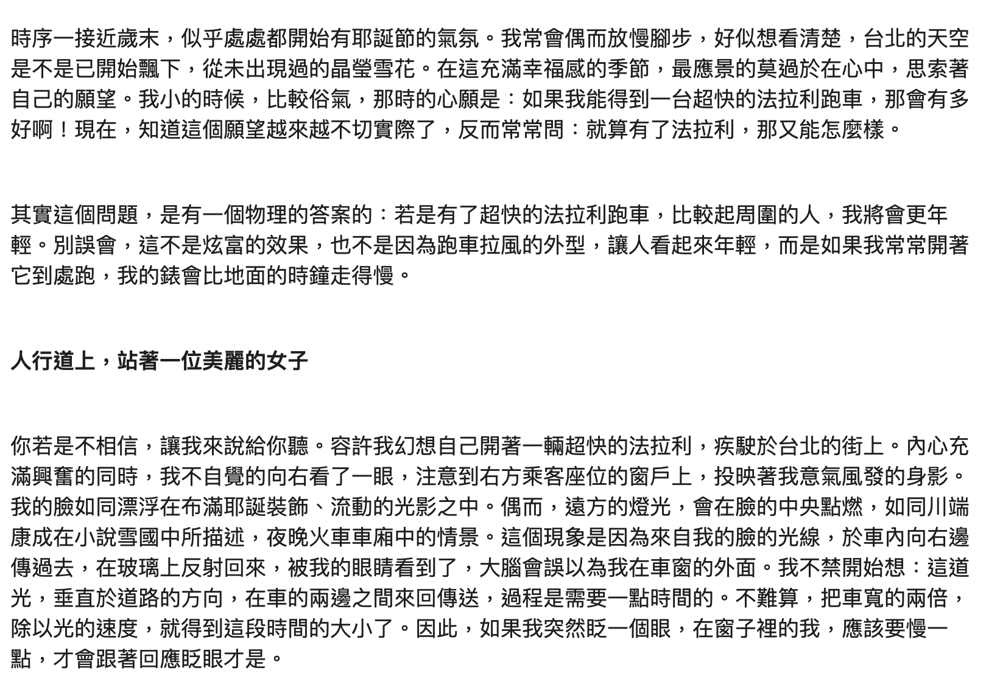 時序一接近歲末，似乎處處都開始有耶誕節的氣氛。我常會偶而放慢腳步，好似想看清楚，台北的天空
是不是已開始飄下，從未出現過的晶瑩雪花。在這充滿幸福感的季節，最應景的莫過於在心中，思索著
自己的願望。我小的時候，比較俗氣，那時的心願是：如果我能得到一台超快的法拉利跑車，那會有多
好啊！現在，知道這個願望越來越不切實際了，反而常常問：就算有了法拉利，那又能怎麼樣。
其實這個問題，是有一個物理的答案的：若是有了超快的法拉利跑車，比較起周圍的人，我將會更年
輕。別誤會，這不是炫富的效果，也不是因為跑車拉風的外型，讓人看起來年輕，而是如果我常常開著
它到處跑，我的錶會比地面的時鐘走得慢。
人行道上，站著一位美麗的女子
你若是不相信，讓我來說給你聽。容許我幻想自己開著一輛超快的法拉利，疾駛於台北的街上。內心充
滿興奮的同時，我不自覺的向右看了一眼，注意到右方乘客座位的窗戶上，投映著我意氣風發的身影。
我的臉如同漂浮在布滿耶誕裝飾、流動的光影之中。偶而，遠方的燈光，會在臉的中央點燃，如同川端
康成在小說雪國中所描述，夜晚火車車廂中的情景。這個現象是因為來自我的臉的光線，於車內向右邊
傳過去，在玻璃上反射回來，被我的眼睛看到了，大腦會誤以為我在車窗的外面。我不禁開始想：這道
光，垂直於道路的方向，在車的兩邊之間來回傳送，過程是需要一點時間的。不難算，把車寬的兩倍，
除以光的速度，就得到這段時間的大小了。因此，如果我突然眨一個眼，在窗子裡的我，應該要慢一
點，才會跟著回應眨眼才是。